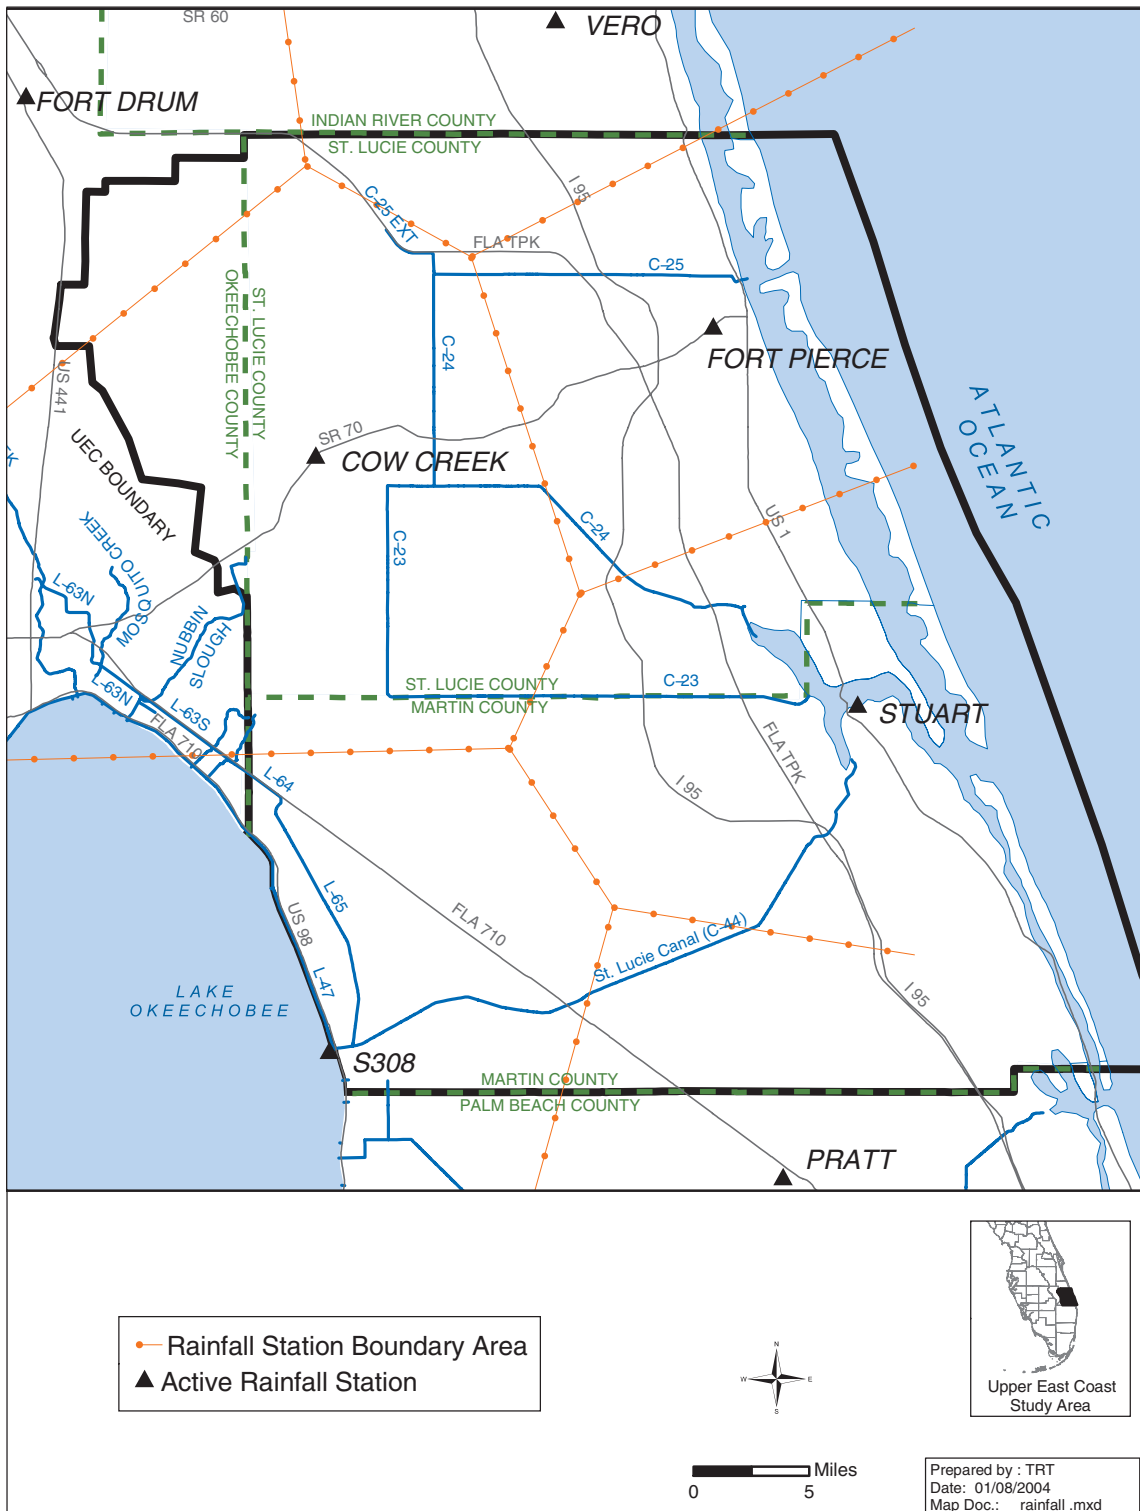 SR 60
VERO
FORT DRUM
INDIAN RIVER COUNTY
ST. LUCIE COUNTY
I 95
C-25 EXT
FLA TPK
C-25
ST. LUCIE COUNTY
OKEECHOBEE COUNTY
C-24
FORT PIERCE
US 441
ATLANTIC
OCEAN
SR 70
COW CREEK
UEC BOUNDARY
US 1
C-24
C-23
MOSQUITO CREEK
L-63N
NUBBIN
SLOUGH
ST. LUCIE COUNTY
MARTIN COUNTY
C-23
L-63N
L-63S
FLA 710
STUART
FLA TPK
L-64
I 95
L-65
US 98
FLA 710
St. Lucie Canal (C-44)
L-47
LAKE
OKEECHOBEE
I 95
S308
MARTIN COUNTY
PALM BEACH COUNTY
PRATT
Rainfall Station Boundary Area
Active Rainfall Station
N
W
E
S
Upper East Coast
Study Area
Miles
0
5
Prepared by : TRT
Date: 01/08/2004
Map Doc.: rainfall .mxd